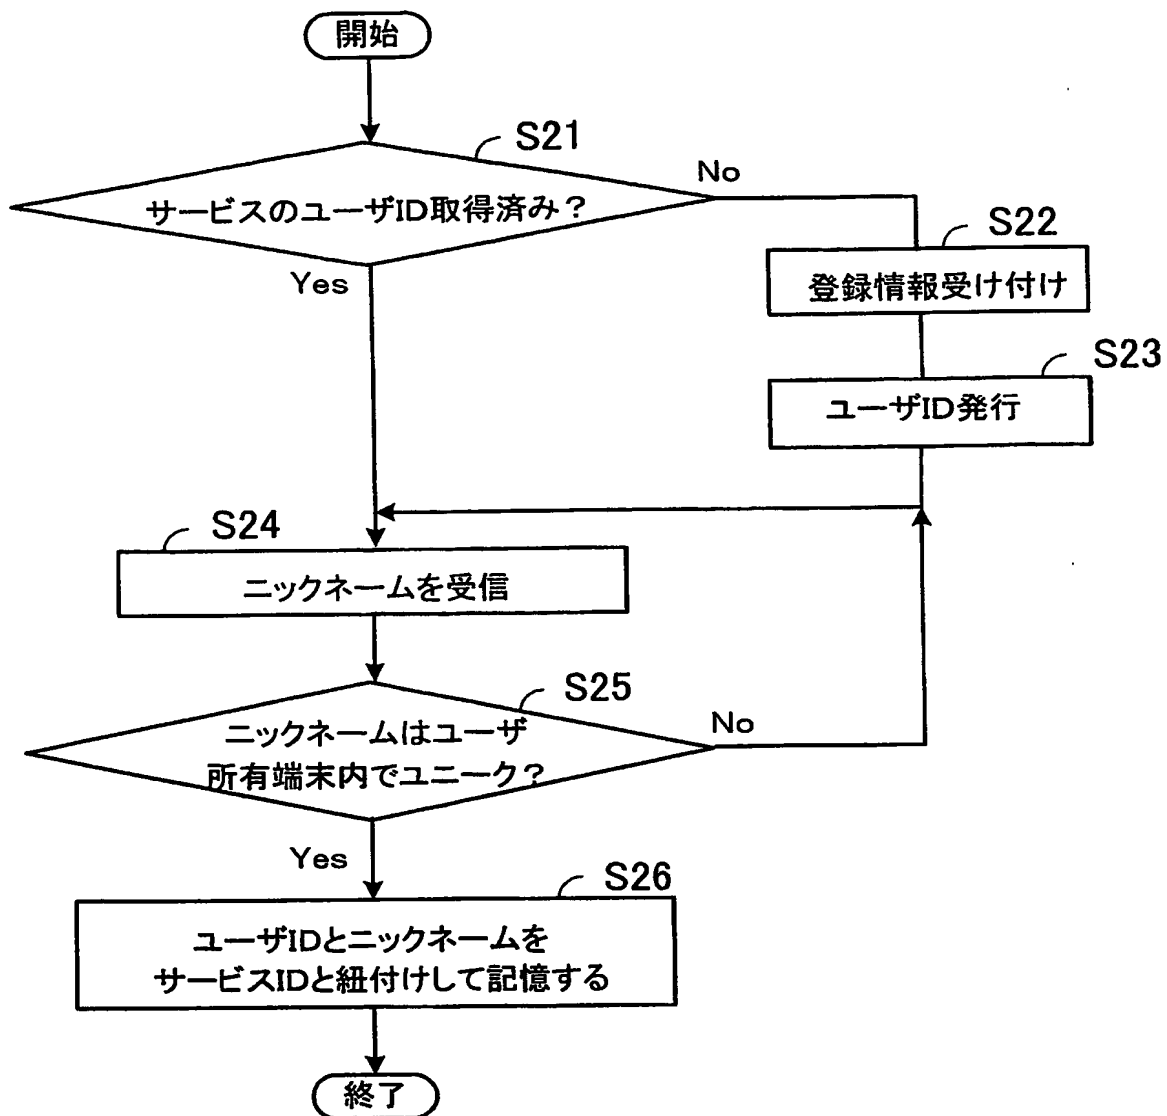 開始
S21
サービスのユーザID取得済み？
No
Yes
S22
登録情報受け付け
S23
ユーザID発行
S24
ニックネームを受信
S25
ニックネームはユーザ
所有端末内でユニーク？
No
Yes
S26
ユーザIDとニックネームを
サービスIDと紐付けして記憶する
終了